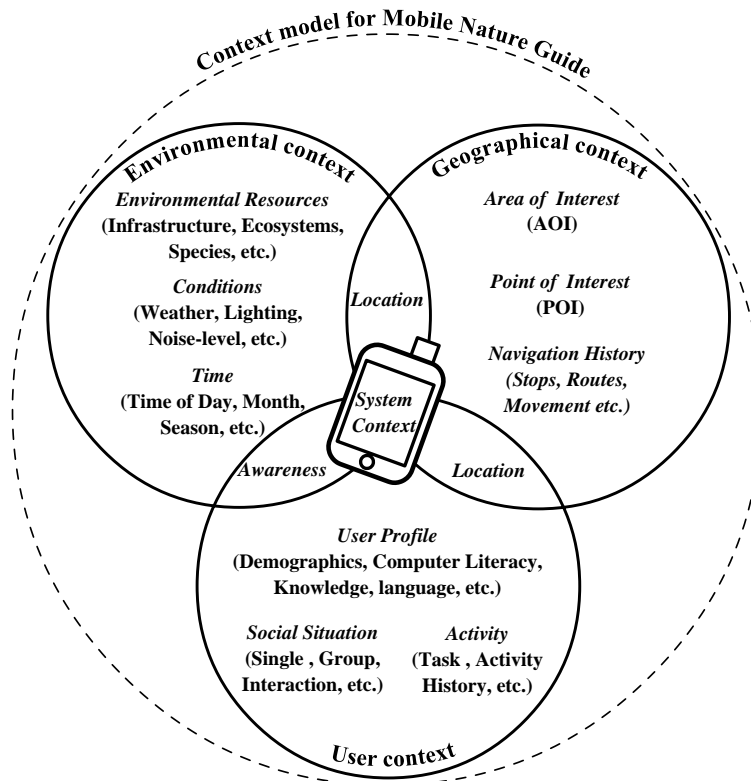 Context model for Mobile Nature Guide
Environmental context
Environmental Resources
(Infrastructure, Ecosystems,
Species, etc.)
Conditions
(Weather, Lighting,
Noise-level, etc.)
Time
(Time of Day, Month,
Season, etc.)
Geographical context
Area of Interest
(AOI)
Point of Interest
(POI)
Navigation History
(Stops, Routes,
Movement etc.)
Location
System
Context
Awareness
Location
User Profile
(Demographics, Computer Literacy,
Knowledge, language, etc.)
Social Situation
(Single , Group,
Interaction, etc.)
Activity
(Task , Activity
History, etc.)
User context